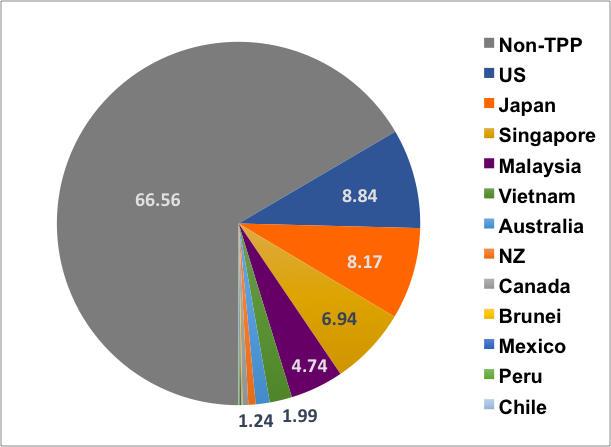 Non-TPP
US
Japan
Singapore
Malaysia
Vietnam
Australia
NZ
Canada
Brunei
Mexico
Peru
Chile
66.56
8.84
8.17
6.94
4.74
1.99
1.24